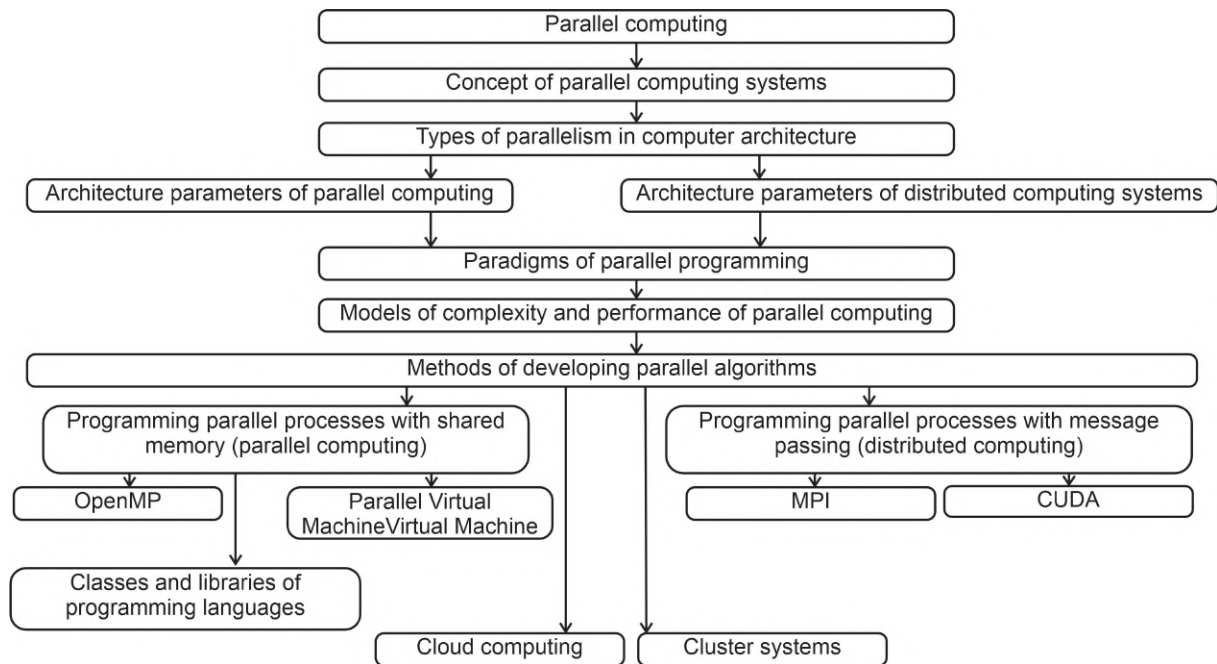 Parallel computing
Concept of parallel computing systems
Types of parallelism in computer architecture
Architecture parameters of parallel computing
Architecture parameters of distributed computing systems
Paradigms of parallel programming
Models of complexity and performance of parallel computing
Methods of developing parallel algorithms
Programming parallel processes with shared
memory (parallel computing)
Programming parallel processes with message
passing (distributed computing)
OpenMP
Parallel Virtual
MachineVirtual Machine
MPI
CUDA
Classes and libraries of
programming languages
Cloud computing
Cluster systems